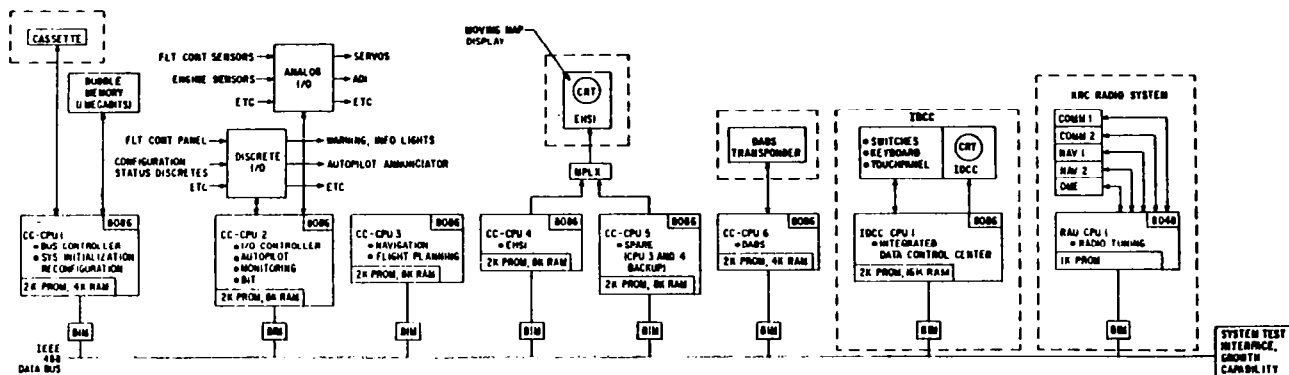 CASSETTE
BUBBLE
MEMORY
(1MEGABITS)
FLT CONT SENSORS
ENGINE SENSORS
ETC
ANALOG
I/O
SERVOS
ADI
ETC
FLT CONT PANEL
CONFIGURATION
STATUS DISCRETES
ETC
DISCRETE
I/O
WARNING, INFO LIGHTS
AUTOPILOT ANNUNCIATOR
ETC
MOVING MAP
DISPLAY
CRT
EHSI
MPLX
DABS
TRANSPONDER
IDCC
SWITCHES
KEYBOARD
TOUCHPANEL
CRT
IDCC
KRC RADIO SYSTEM
COMM 1
COMM 2
NAV 1
NAV 2
DME
8086
CC-CPU 1
BUS CONTROLLER
SYS INITIALIZATION
RECONFIGURATION
2K PROM, 4K RAM
8086
CC-CPU 2
I/O CONTROLLER
AUTOPILOT
MONITORING
BIT
2K PROM, 8K RAM
8086
CC-CPU 3
NAVIGATION
FLIGHT PLANNING
2K PROM, 8K RAM
8086
CC-CPU 4
EHSI
2K PROM, 8K RAM
8086
CC-CPU 5
SPARE
(CPU 3 AND 4
BACKUP)
2K PROM, 8K RAM
8086
CC-CPU 6
DABS
2K PROM, 4K RAM
8086
IDCC CPU 1
INTEGRATED
DATA CONTROL CENTER
2K PROM, 16K RAM
8048
RAU CPU 1
RADIO TUNING
1K PROM
BIM
BIM
BIM
BIM
BIM
BIM
BIM
BIM
IEEE
488
DATA BUS
SYSTEM TEST
INTERFACE,
GROWTH
CAPABILITY